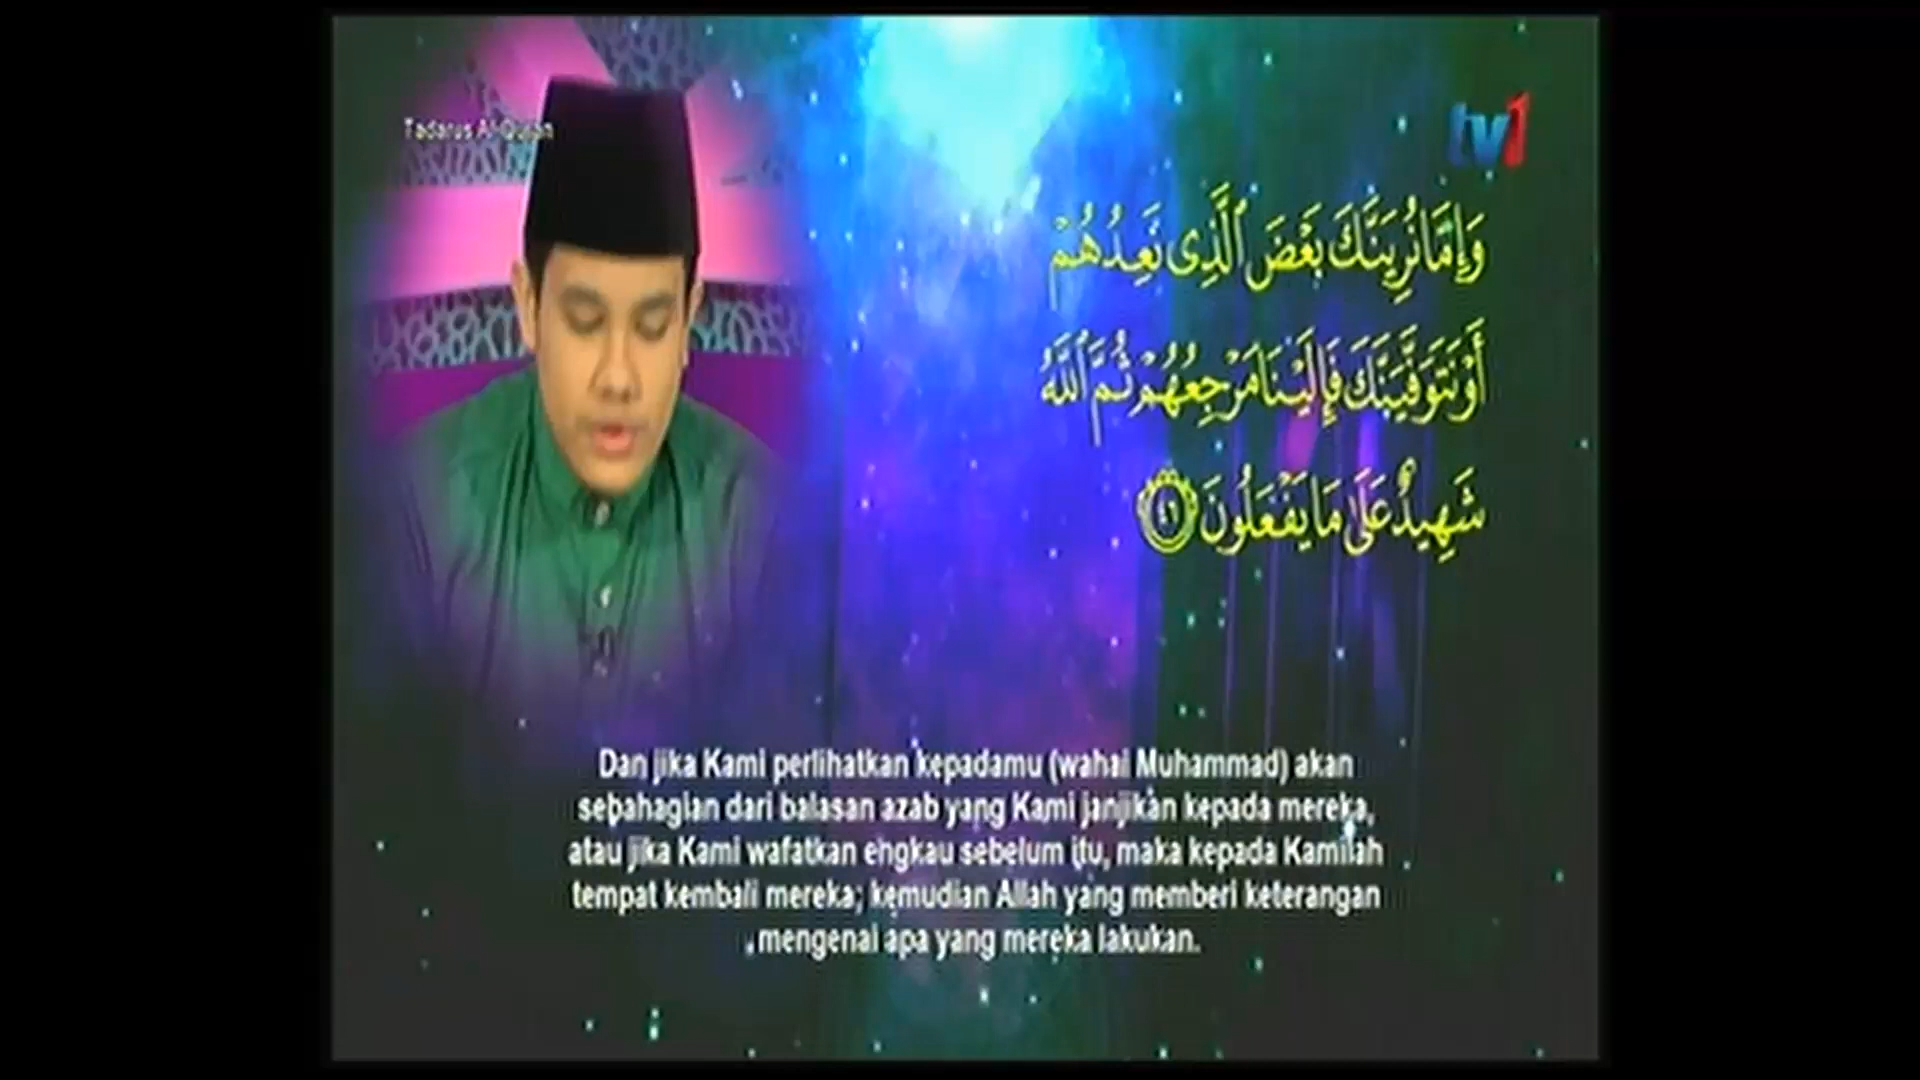 Tadarus Al-Quran
tv1
وَإِمَّا نُرِيَنَّكَ بَعْضَ ٱلَّذِى نَعِدُهُمْ
أَوْ نَتَوَفَّيَنَّكَ فَإِلَيْنَا مَرْجِعُهُمْ ثُمَّ ٱللَّهُ
شَهِيدٌ عَلَىٰ مَا يَفْعَلُونَ ٤٦
Dan jika Kami perlihatkan kepadamu (wahai Muhammad) akan
sebahagian dari balasan azab yang Kami janjikan kepada mereka,
atau jika Kami wafatkan engkau sebelum itu, maka kepada Kamilah
tempat kembali mereka; kemudian Allah yang memberi keterangan
mengenai apa yang mereka lakukan.